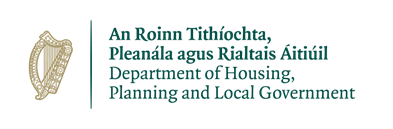 An Roinn Tithíochta,
Pleanála agus Rialtais Áitiúil
Department of Housing,
Planning and Local Government